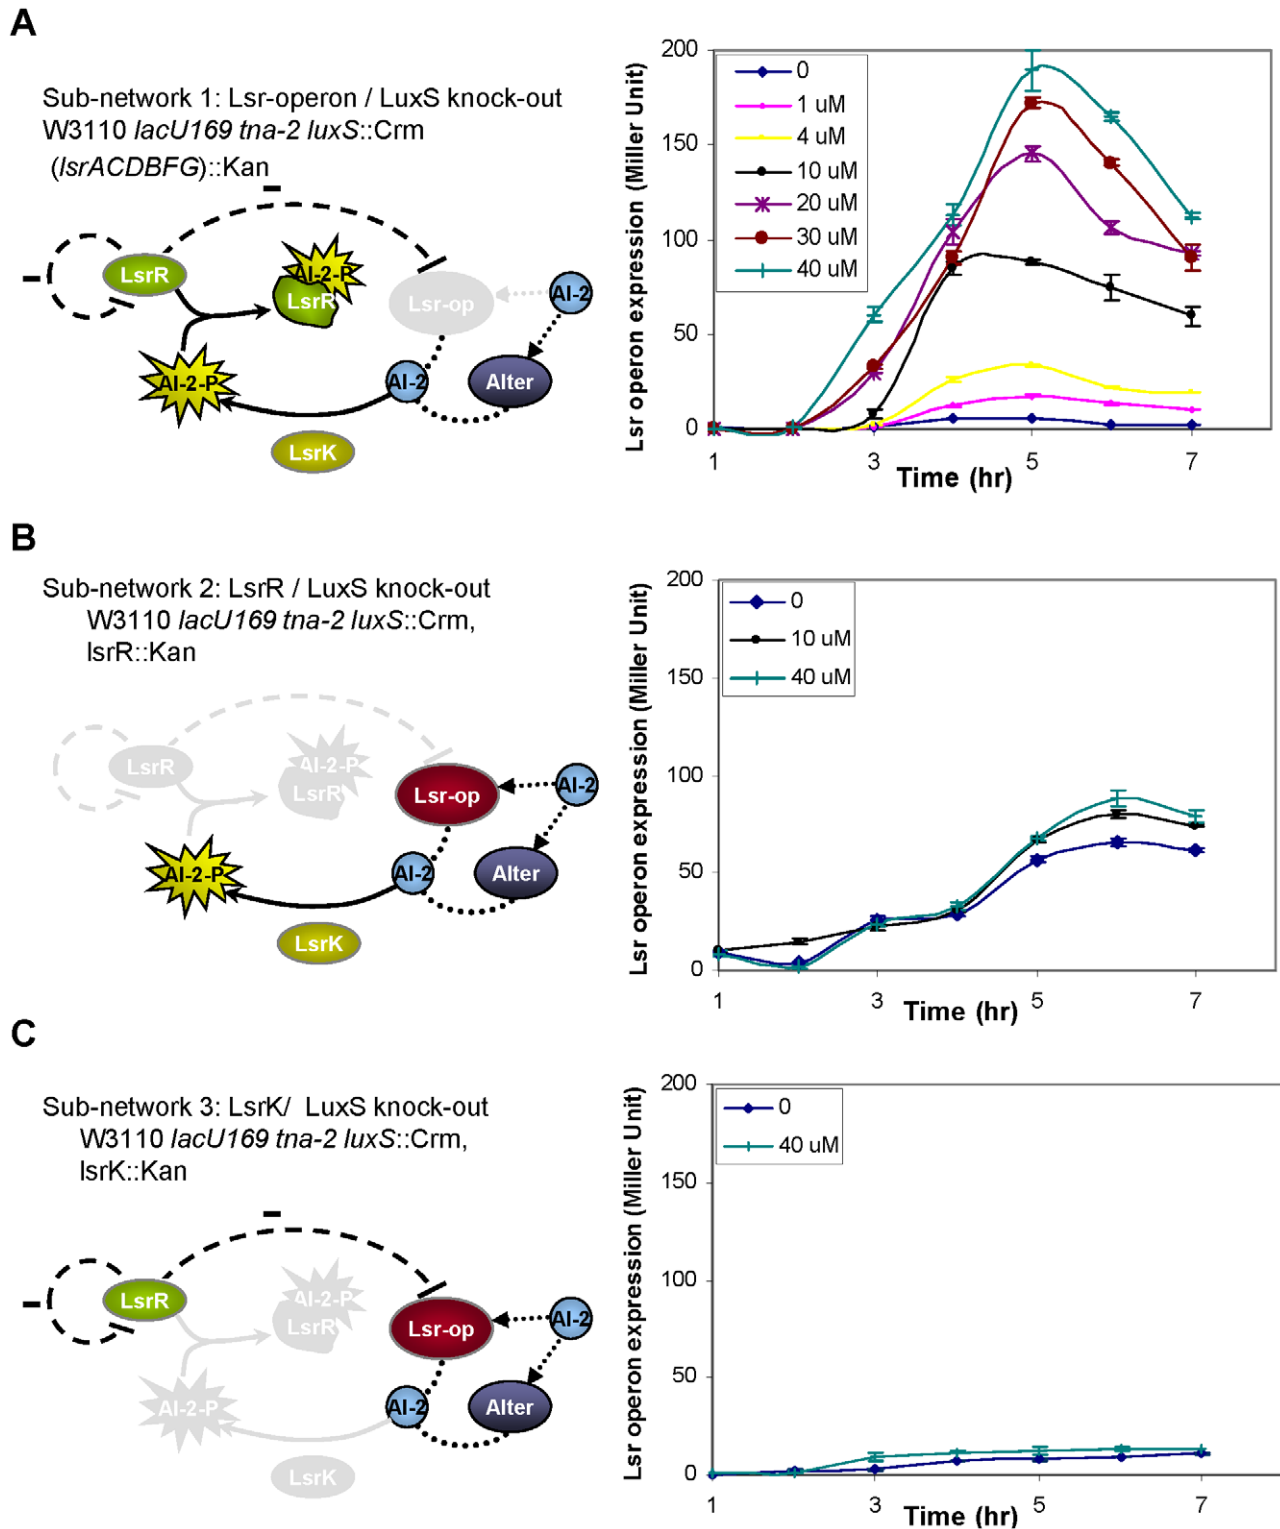 A
Sub-network 1: Lsr-operon / LuxS knock-out
W3110 lacU169 tna-2 luxS::Crm
(lsrACDBFG)::Kan
LsrR
AI-2-P
LsrR
Lsr-op
AI-2
AI-2-P
AI-2
Alter
LsrK
Lsr operon expression (Miller Unit)
200
150
100
50
0
0
1 uM
4 uM
10 uM
20 uM
30 uM
40 uM
1
3
5
7
Time (hr)
B
Sub-network 2: LsrR / LuxS knock-out
W3110 lacU169 tna-2 luxS::Crm,
lsrR::Kan
LsrR
AI-2-P
LsrR
Lsr-op
AI-2
AI-2-P
AI-2
Alter
LsrK
Lsr operon expression (Miller Unit)
200
150
100
50
0
0
10 uM
40 uM
1
3
5
7
Time (hr)
C
Sub-network 3: LsrK/ LuxS knock-out
W3110 lacU169 tna-2 luxS::Crm,
lsrK::Kan
LsrR
AI-2-P
LsrR
Lsr-op
AI-2
AI-2-P
AI-2
Alter
LsrK
Lsr operon expression (Miller Unit)
200
150
100
50
0
0
40 uM
1
3
5
7
Time (hr)